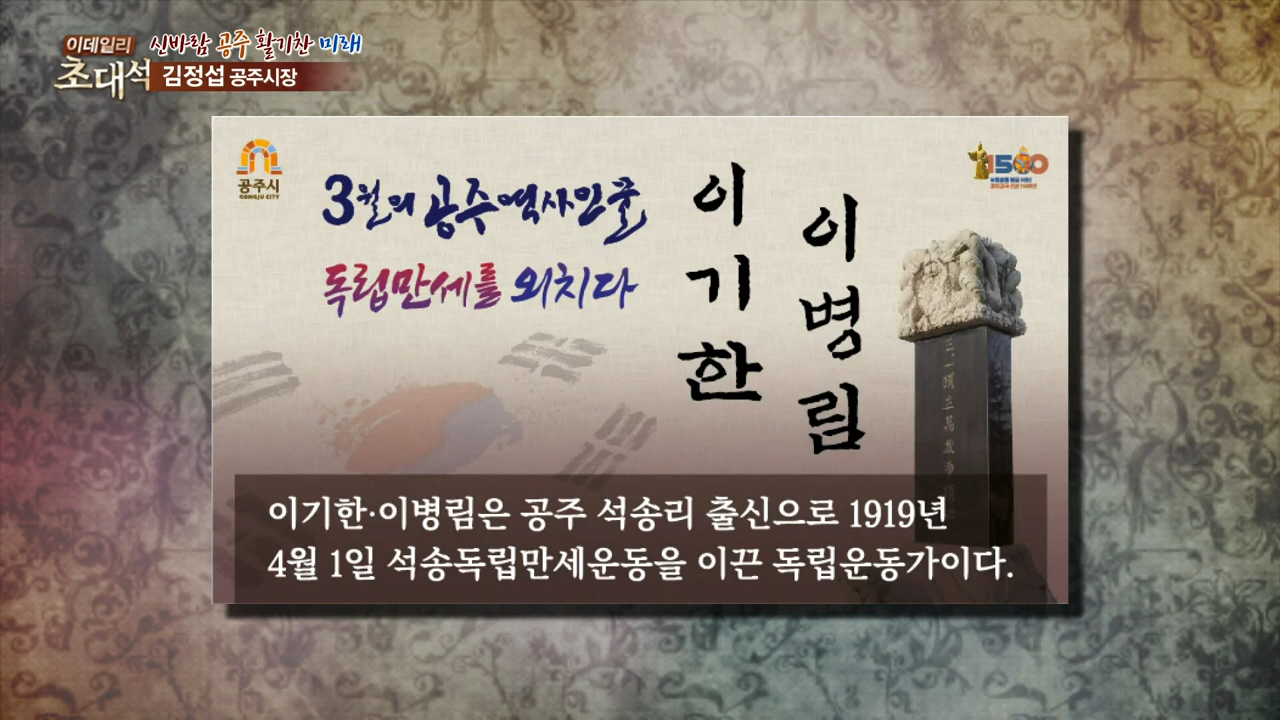 이데일리
초대석
신바람 공주 활기찬 미래
김정섭 공주시장
공주시
GONGJU CITY
3월의 공주역사인물
독립만세를 외치다
이기한
이병림
1500
이기한·이병림은 공주 석송리 출신으로 1919년
4월 1일 석송독립만세운동을 이끈 독립운동가이다.